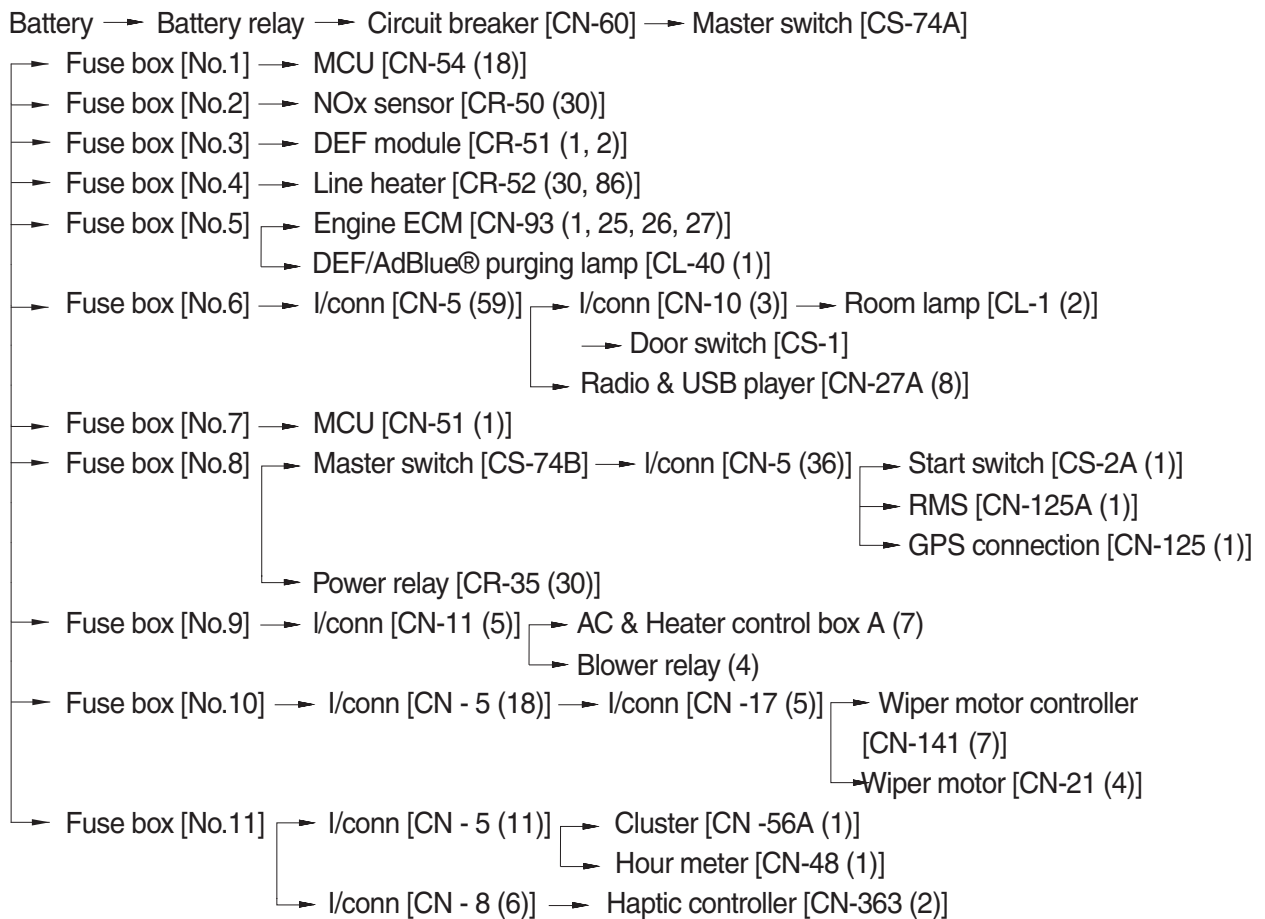 Battery → Battery relay → Circuit breaker [CN-60] → Master switch [CS-74A]
Fuse box [No.1] → MCU [CN-54 (18)]
Fuse box [No.2] → NOx sensor [CR-50 (30)]
Fuse box [No.3] → DEF module [CR-51 (1, 2)]
Fuse box [No.4] → Line heater [CR-52 (30, 86)]
Fuse box [No.5] → Engine ECM [CN-93 (1, 25, 26, 27)]
→ DEF/AdBlue® purging lamp [CL-40 (1)]
Fuse box [No.6] → I/conn [CN-5 (59)] → I/conn [CN-10 (3)] → Room lamp [CL-1 (2)]
→ Door switch [CS-1]
→ Radio & USB player [CN-27A (8)]
Fuse box [No.7] → MCU [CN-51 (1)]
Fuse box [No.8] → Master switch [CS-74B] → I/conn [CN-5 (36)] → Start switch [CS-2A (1)]
→ RMS [CN-125A (1)]
→ GPS connection [CN-125 (1)]
→ Power relay [CR-35 (30)]
Fuse box [No.9] → I/conn [CN-11 (5)] → AC & Heater control box A (7)
→ Blower relay (4)
Fuse box [No.10] → I/conn [CN - 5 (18)] → I/conn [CN -17 (5)] → Wiper motor controller
[CN-141 (7)]
→ Wiper motor [CN-21 (4)]
Fuse box [No.11] → I/conn [CN - 5 (11)] → Cluster [CN -56A (1)]
→ Hour meter [CN-48 (1)]
→ I/conn [CN - 8 (6)] → Haptic controller [CN-363 (2)]